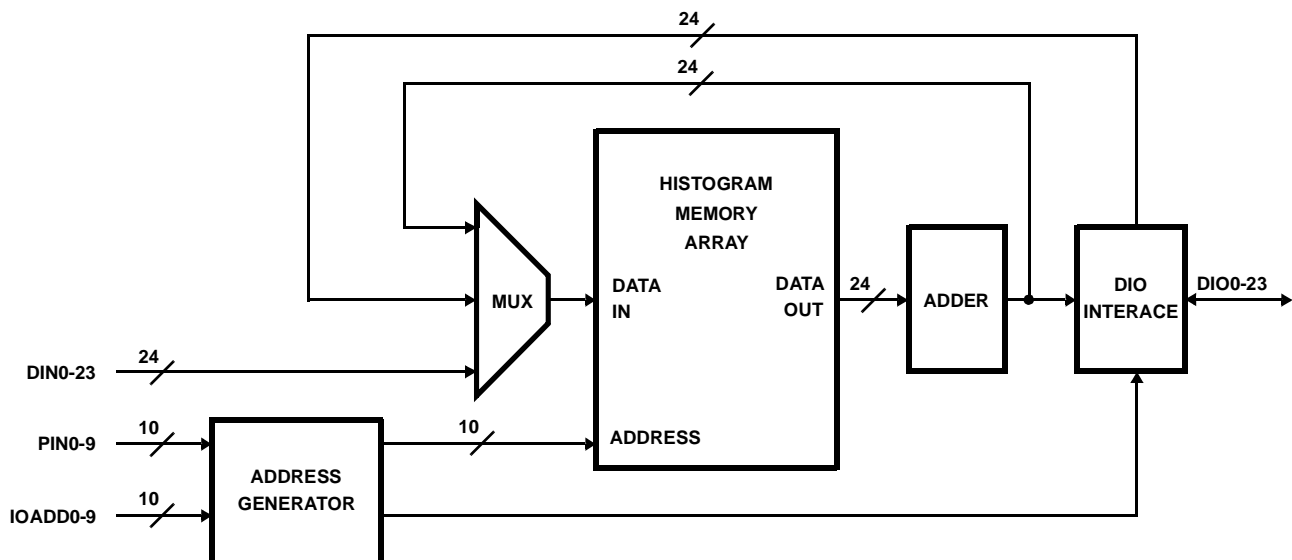 24
24
HISTOGRAM
MEMORY
ARRAY
MUX
DATA
IN
DATA
OUT
24
ADDER
DIO
INTERACE
DIO0-23
DIN0-23
24
PIN0-9
10
10
ADDRESS
ADDRESS
GENERATOR
IOADD0-9
10